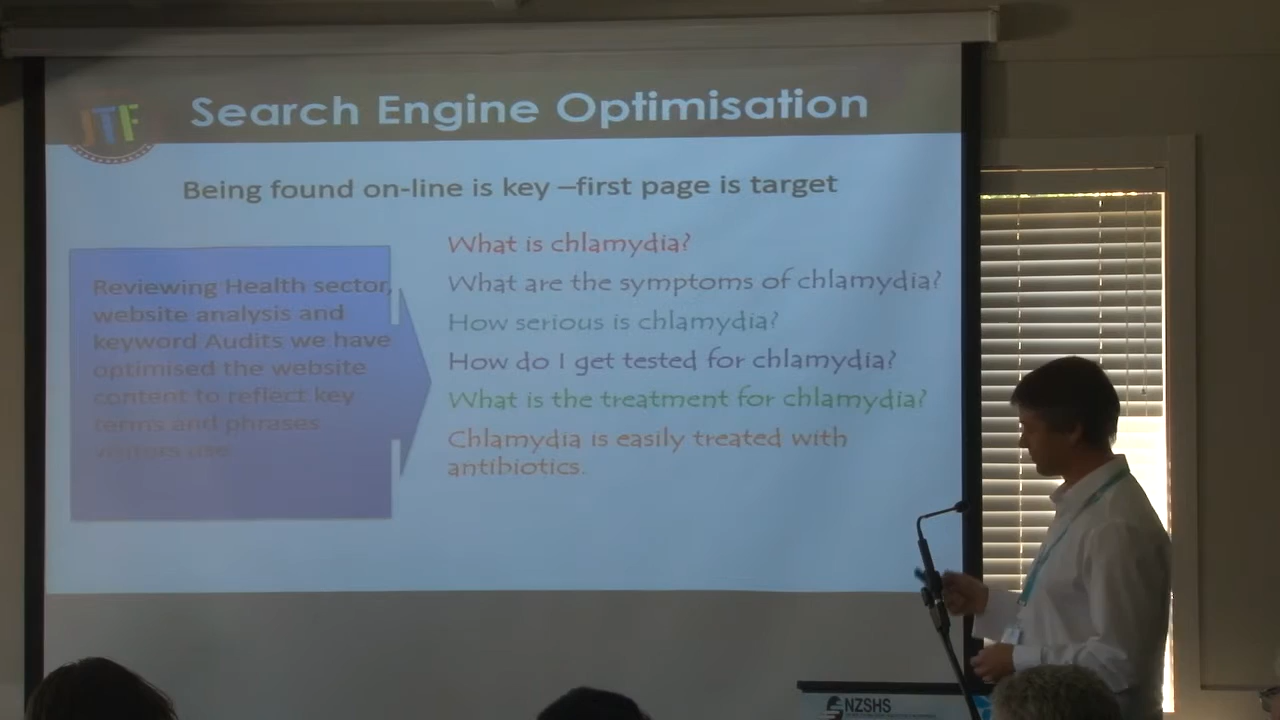 JTF
Search Engine Optimisation
Being found on-line is key –first page is target
Reviewing Health sector,
website analysis and
keyword Audits we have
optimised the website
content to reflect key
terms and phrases
visitors use
What is chlamydia?
What are the symptoms of chlamydia?
How serious is chlamydia?
How do I get tested for chlamydia?
What is the treatment for chlamydia?
Chlamydia is easily treated with
antibiotics.
NZSHS